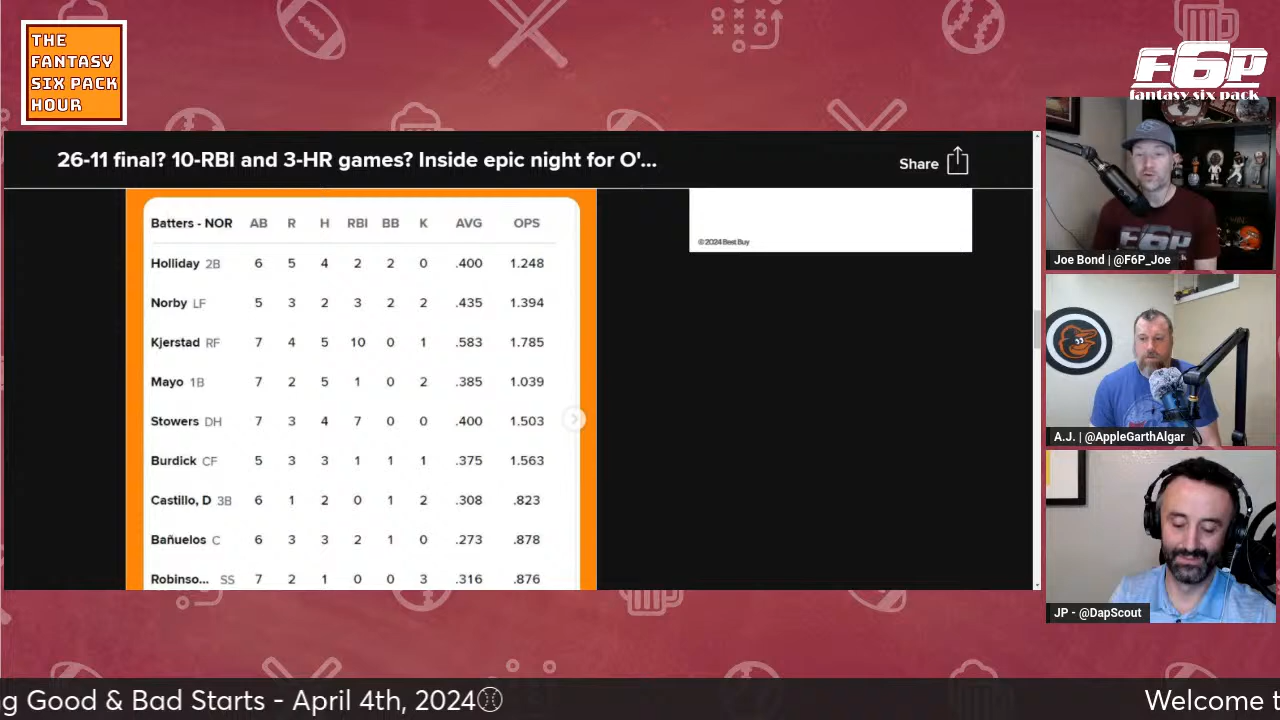 THE
FANTASY
SIX PACK
HOUR
F6P
fantasy six pack
26-11 final? 10-RBI and 3-HR games? Inside epic night for O'...
Share
Batters - NOR AB R H RBI BB K AVG OPS
Holliday 2B 6 5 4 2 2 0 .400 1.248
Norby LF 5 3 2 3 2 2 .435 1.394
Kjerstad RF 7 4 5 10 0 1 .583 1.785
Mayo 1B 7 2 5 1 0 2 .385 1.039
Stowers DH 7 3 4 7 0 0 .400 1.503
Burdick CF 5 3 3 1 1 1 .375 1.563
Castillo, D 3B 6 1 2 0 1 2 .308 .823
Bañuelos C 6 3 3 2 1 0 .273 .878
Robinso... SS 7 2 1 0 0 3 .316 .876
©2024 Best Buy
F6P
Joe Bond | @F6P_Joe
A.J. | @AppleGarthAlgar
JP - @DapScout
g Good & Bad Starts - April 4th, 2024
Welcome t